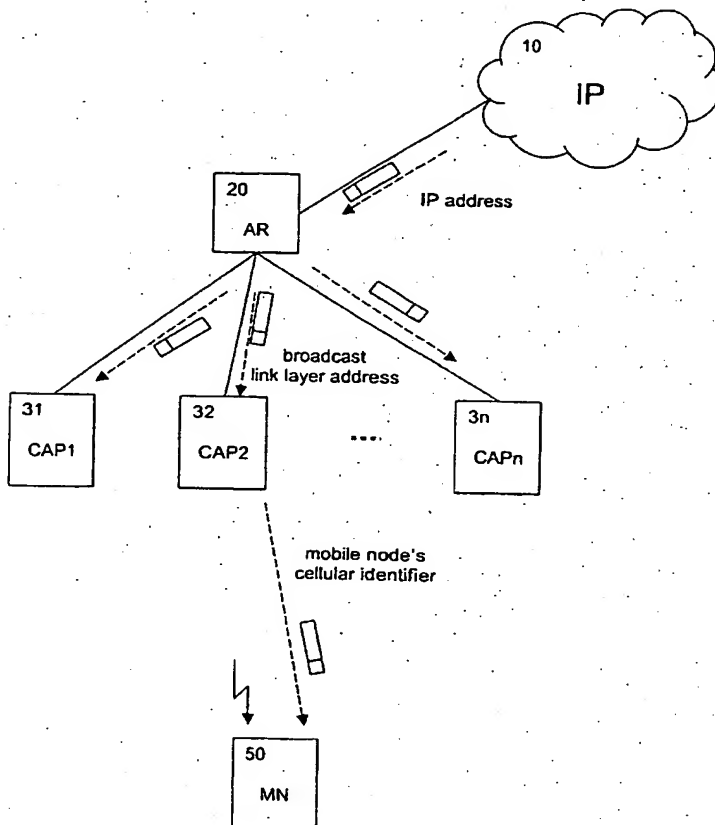 10
IP
20
AR
IP address
broadcast
link layer address
31
CAP1
32
CAP2
....
3n
CAPn
mobile node's
cellular identifier
50
MN